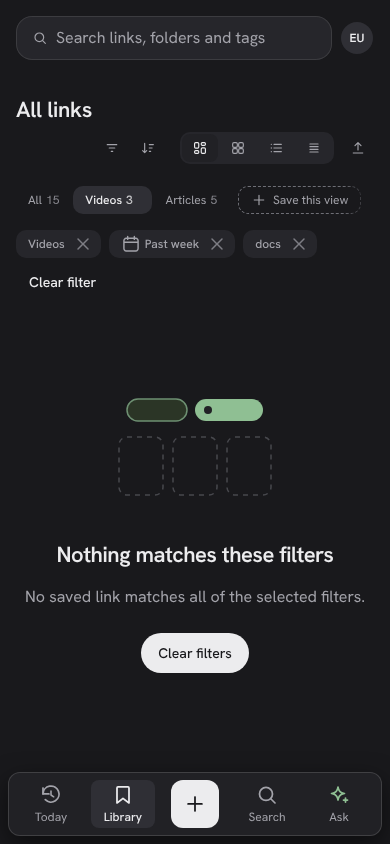 Search links, folders and tags
EU
All links
All 15
Videos 3
Articles 5
Save this view
Videos
Past week
docs
Clear filter
Nothing matches these filters
No saved link matches all of the selected filters.
Clear filters
Today
Library
Search
Ask